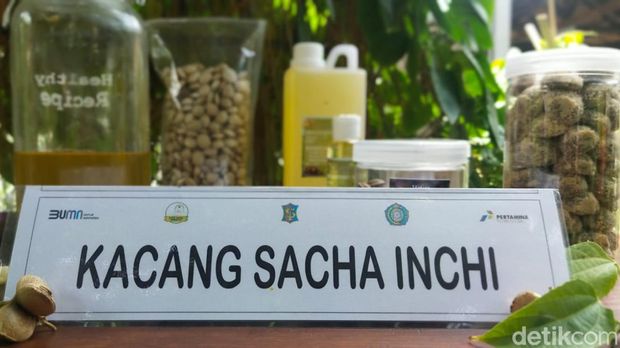 Healthy
Recipe
BUMN
PERTAMINA
KACANG SACHA INCHI
detikcom